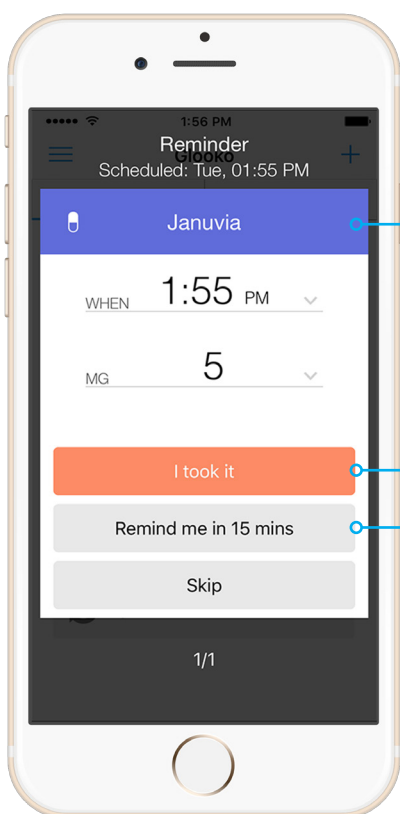 1:56 PM
Glooko
Reminder
Scheduled: Tue, 01:55 PM
Januvia
WHEN 1:55 PM
MG 5
I took it
Remind me in 15 mins
Skip
1/1